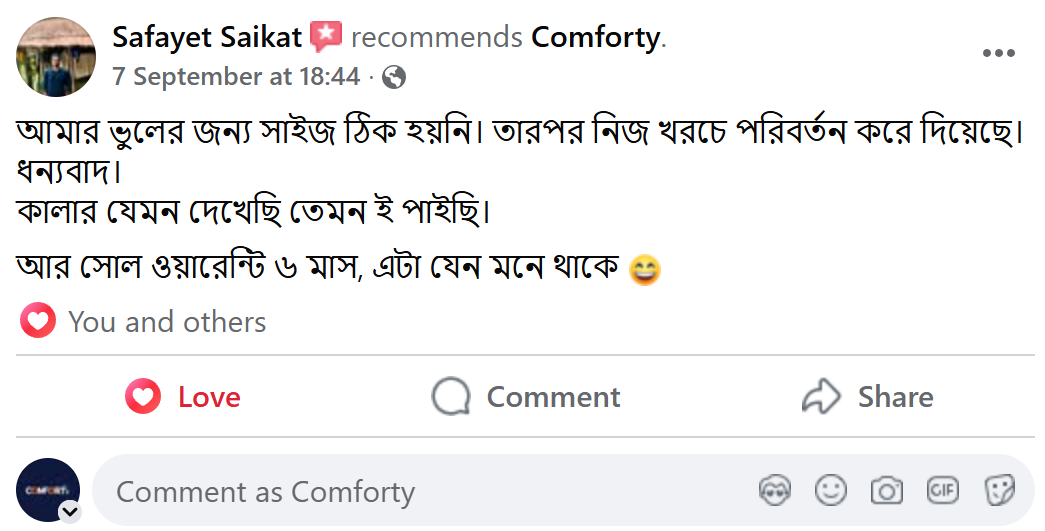 Safayet Saikat recommends Comforty.
7 September at 18:44 ·
আমার ভুলের জন্য সাইজ ঠিক হয়নি। তারপর নিজ খরচে পরিবর্তন করে দিয়েছে।
ধন্যবাদ।
কালার যেমন দেখেছি তেমন ই পাইছি।
আর সোল ওয়ারেন্টি ৬ মাস, এটা যেন মনে থাকে 😄
You and others
Love Comment Share
COMFORTY
Comment as Comforty
GIF